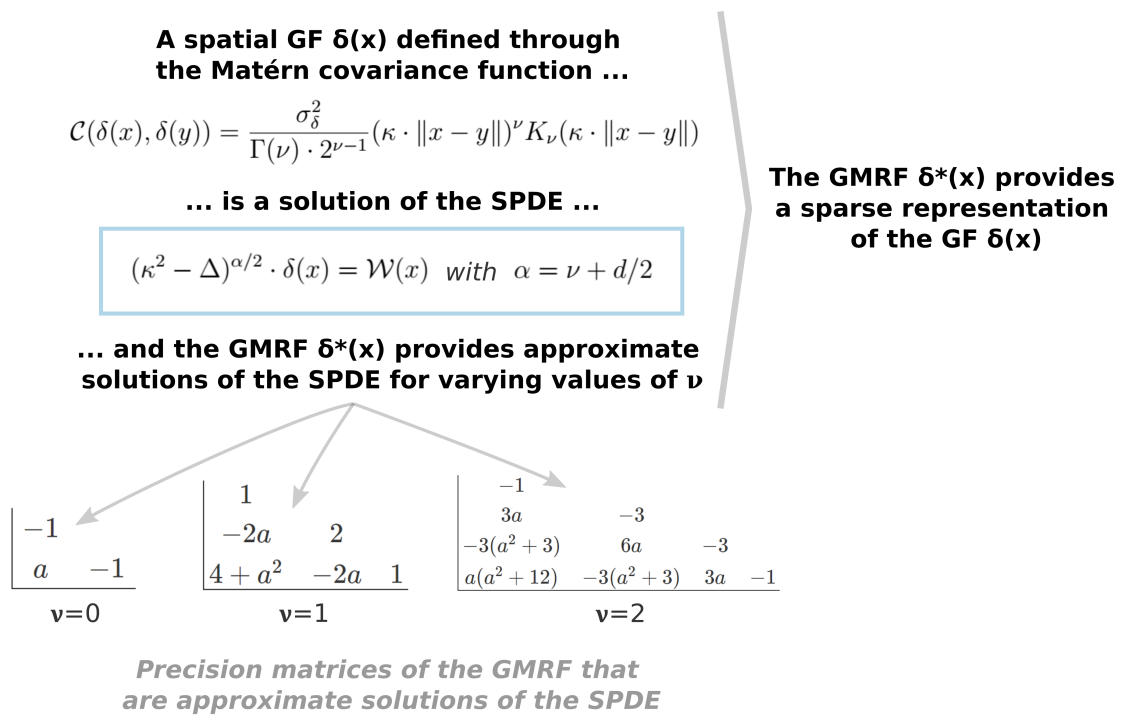 A spatial GF δ(x) defined through
the Matérn covariance function ...
𝒞(δ(x), δ(y)) = σ_δ^2 / (Γ(ν) · 2^{ν−1}) (κ · ‖x − y‖)^ν K_ν(κ · ‖x − y‖)
... is a solution of the SPDE ...
(κ^2 − Δ)^{α/2} · δ(x) = 𝒲(x) with α = ν + d/2
... and the GMRF δ*(x) provides approximate
solutions of the SPDE for varying values of ν
The GMRF δ*(x) provides
a sparse representation
of the GF δ(x)
−1
a −1
ν=0
1
−2a 2
4 + a^2 −2a 1
ν=1
−1
3a −3
−3(a^2 + 3) 6a −3
a(a^2 + 12) −3(a^2 + 3) 3a −1
ν=2
Precision matrices of the GMRF that
are approximate solutions of the SPDE